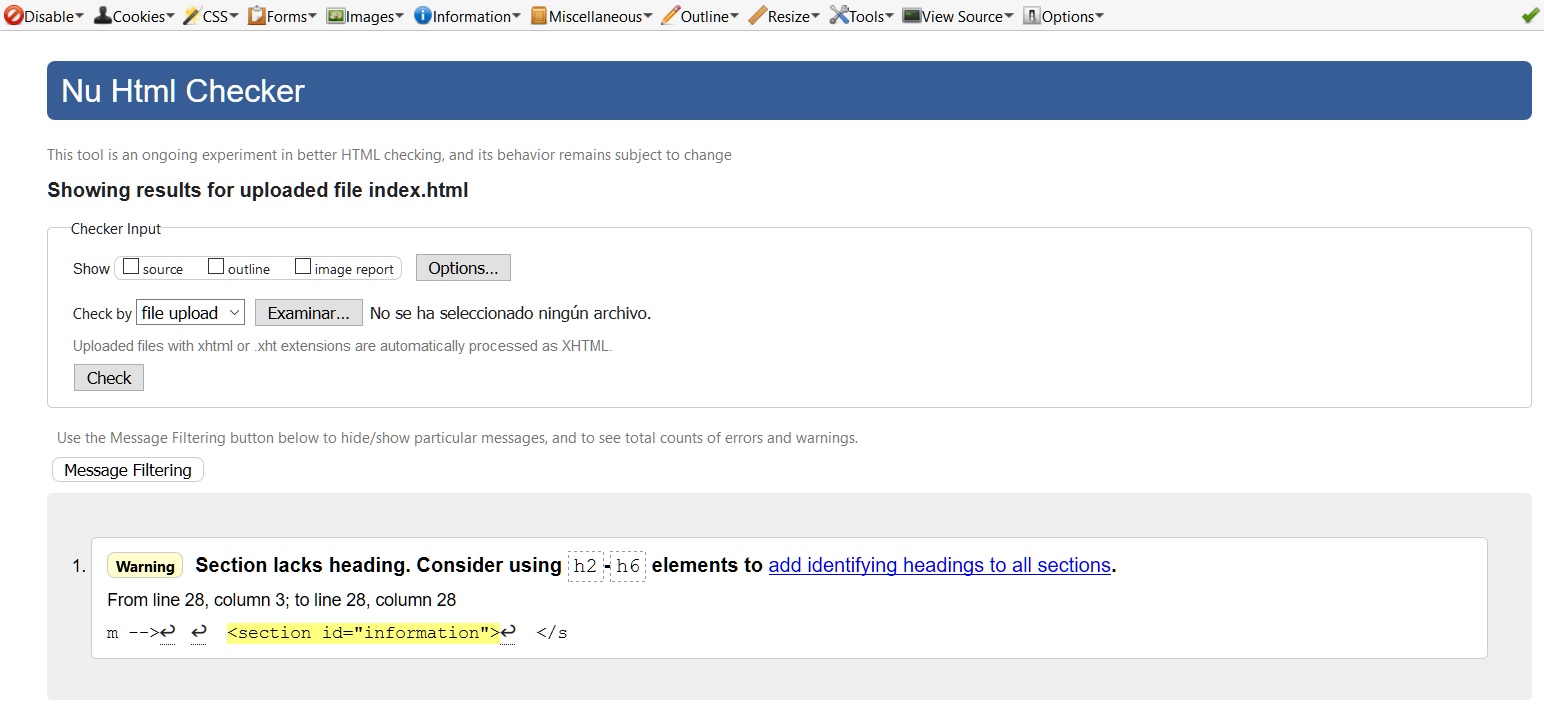 Disable Cookies CSS Forms Images Information Miscellaneous Outline Resize Tools View Source Options
Nu Html Checker
This tool is an ongoing experiment in better HTML checking, and its behavior remains subject to change
Showing results for uploaded file index.html
Checker Input
Show source outline image report Options...
Check by file upload Examinar... No se ha seleccionado ningún archivo.
Uploaded files with xhtml or .xht extensions are automatically processed as XHTML.
Check
Use the Message Filtering button below to hide/show particular messages, and to see total counts of errors and warnings.
Message Filtering
1. Warning Section lacks heading. Consider using h2-h6 elements to add identifying headings to all sections.
From line 28, column 3; to line 28, column 28
m -->↩ ↩ <section id="information">↩ </s